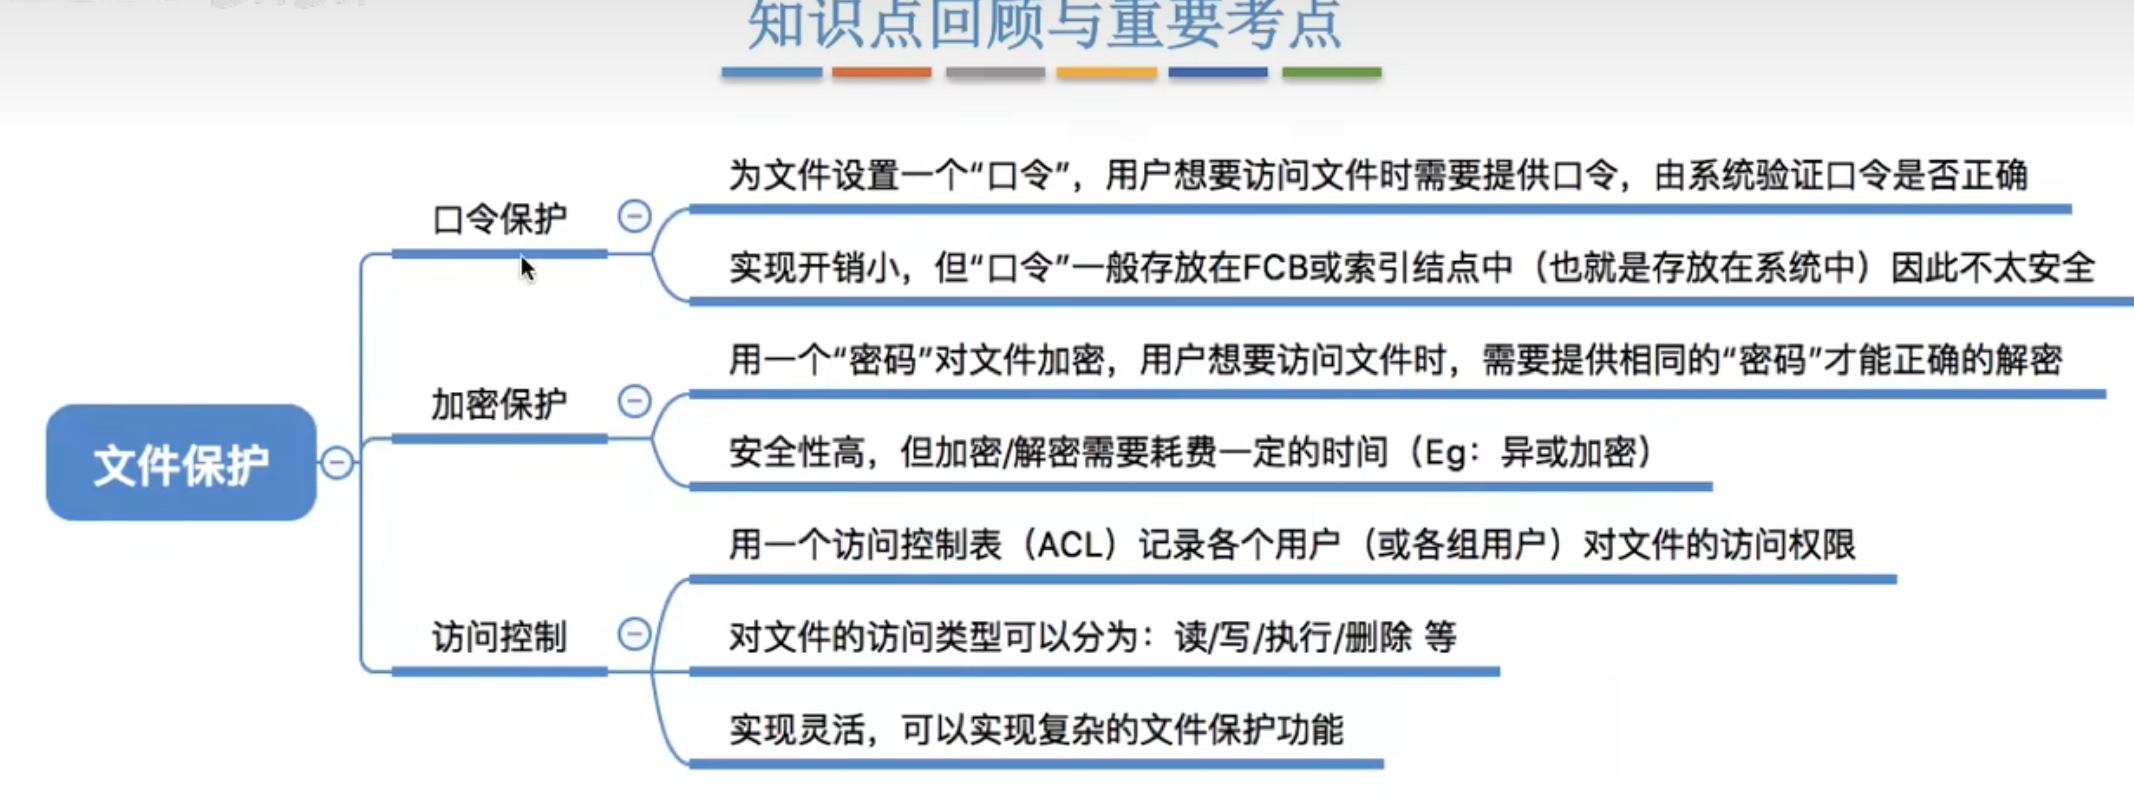 知识点回顾与重要考点
为文件设置一个“口令”，用户想要访问文件时需要提供口令，由系统验证口令是否正确
口令保护
实现开销小，但“口令”一般存放在FCB或索引结点中（也就是存放在系统中）因此不太安全
用一个“密码”对文件加密，用户想要访问文件时，需要提供相同的“密码”才能正确的解密
加密保护
安全性高，但加密/解密需要耗费一定的时间（Eg：异或加密）
文件保护
用一个访问控制表（ACL）记录各个用户（或各组用户）对文件的访问权限
访问控制
对文件的访问类型可以分为：读/写/执行/删除 等
实现灵活，可以实现复杂的文件保护功能